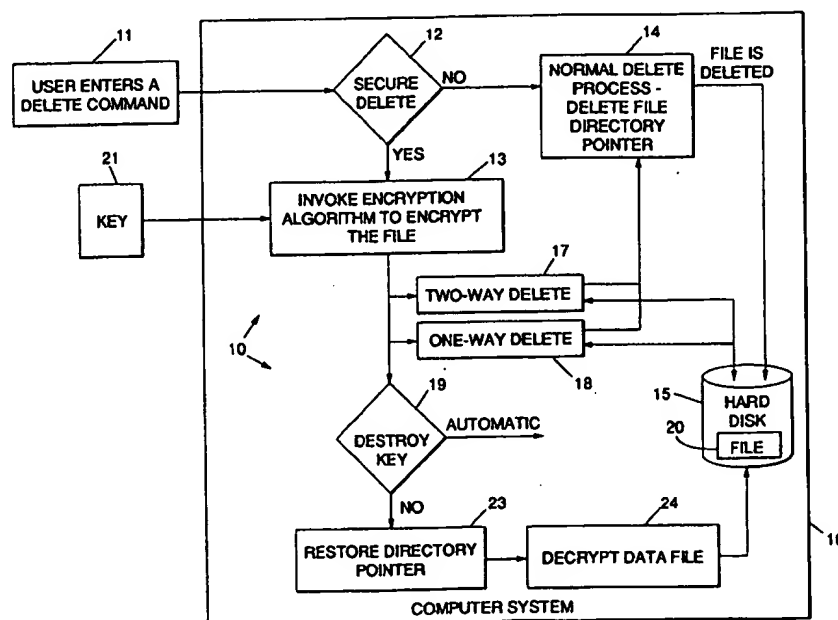 11
USER ENTERS A
DELETE COMMAND
12
SECURE
DELETE
NO
YES
14
NORMAL DELETE
PROCESS -
DELETE FILE
DIRECTORY
POINTER
FILE IS
DELETED
21
KEY
13
INVOKE ENCRYPTION
ALGORITHM TO ENCRYPT
THE FILE
17
TWO-WAY DELETE
ONE-WAY DELETE
18
10
19
DESTROY
KEY
AUTOMATIC
NO
15
HARD
DISK
20
FILE
23
RESTORE DIRECTORY
POINTER
24
DECRYPT DATA FILE
COMPUTER SYSTEM